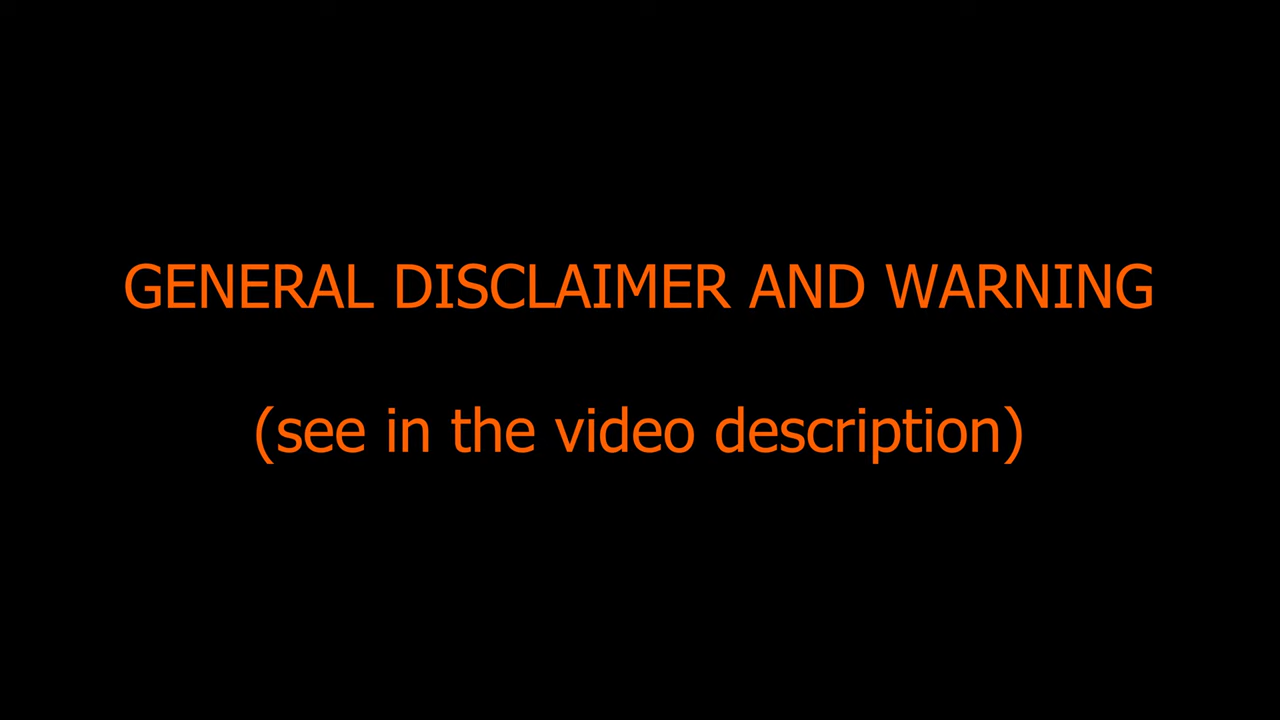 GENERAL DISCLAIMER AND WARNING
(see in the video description)